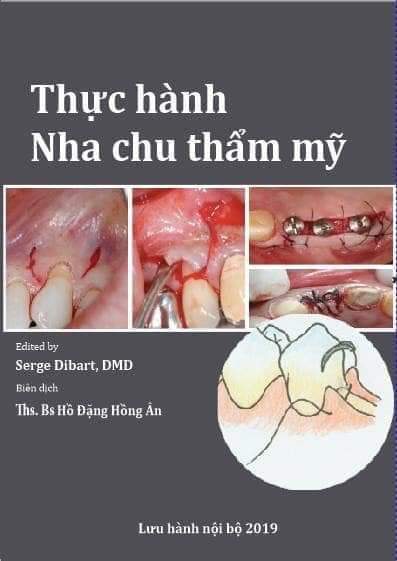 Thực hành
Nha chu thẩm mỹ
Edited by
Serge Dibart, DMD
Biên dịch
Ths. Bs Hồ Đặng Hồng Ân
Lưu hành nội bộ 2019